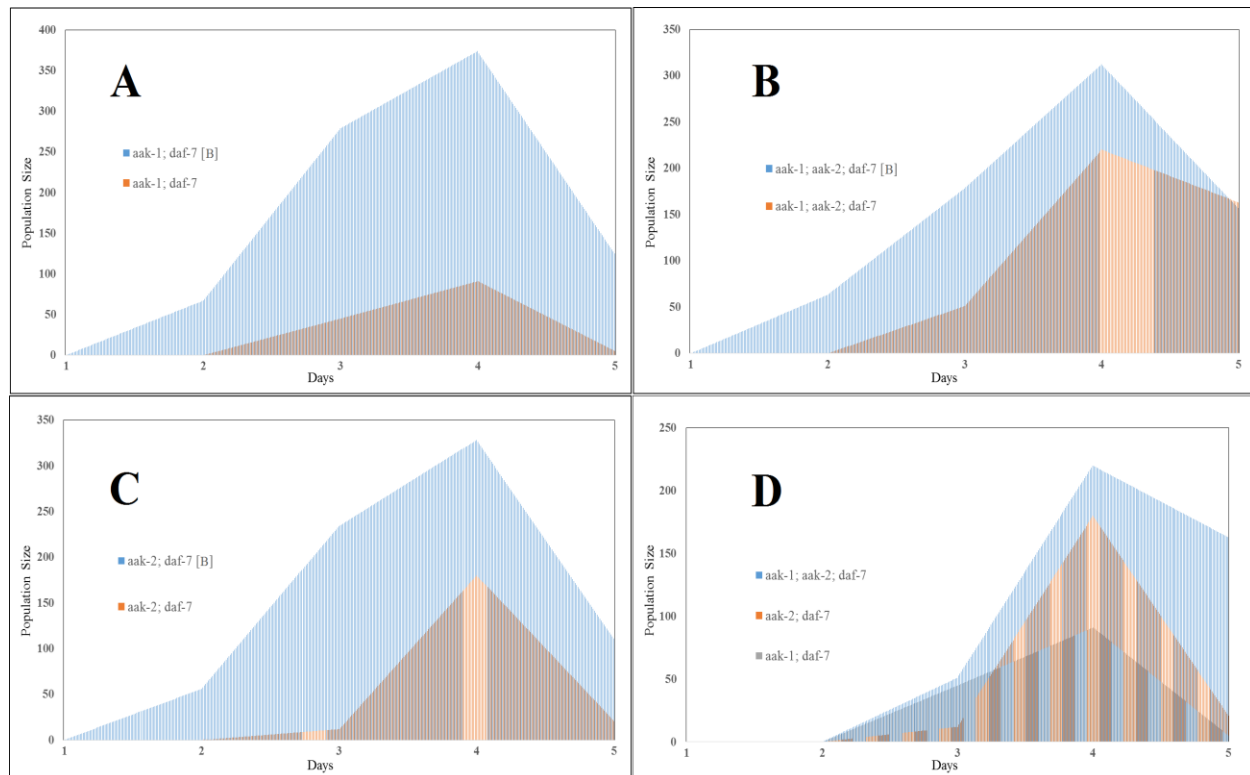 A
400
350
300
250
200
150
100
50
0
Population Size
aak-1; daf-7 [B]
aak-1; daf-7
1 2 3 4 5
Days
B
350
300
250
200
150
100
50
0
Population Size
aak-1; aak-2; daf-7 [B]
aak-1; aak-2; daf-7
1 2 3 4 5
Days
C
350
300
250
200
150
100
50
0
Population Size
aak-2; daf-7 [B]
aak-2; daf-7
1 2 3 4 5
Days
D
250
200
150
100
50
0
Population Size
aak-1; aak-2; daf-7
aak-2; daf-7
aak-1; daf-7
1 2 3 4 5
Days